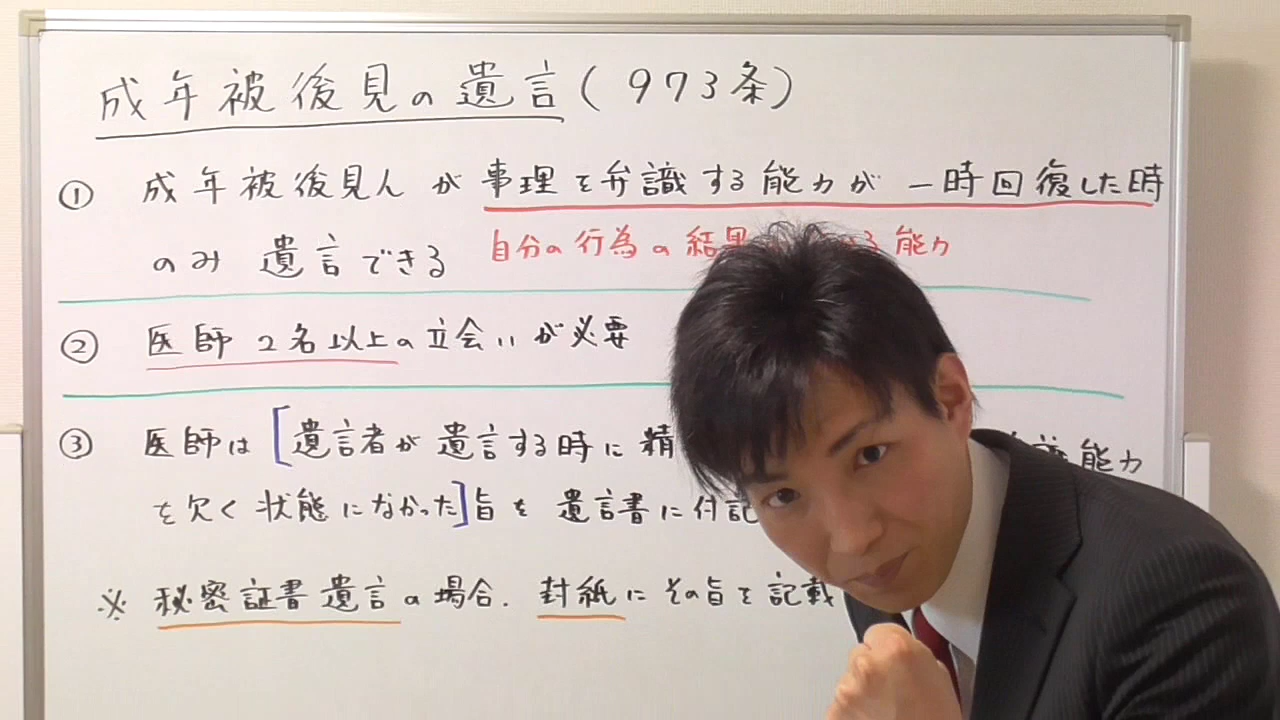 成年被後見の遺言(973条)
① 成年被後見人が事理を弁識する能力が一時回復した時
のみ遺言できる
自分の行為の結果 能力
② 医師2名以上の立会いが必要
③ 医師は[遺言者が遺言する時に精 能力
を欠く状態になかった]旨を遺言書に付記
※ 秘密証書遺言の場合.封紙にその旨を記載